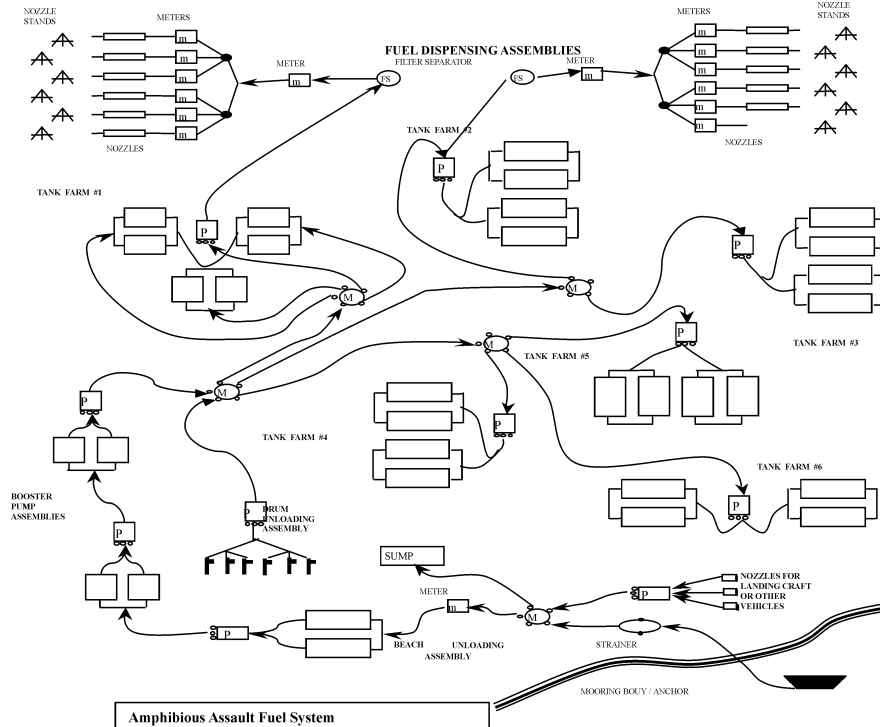 NOZZLE
STANDS
METERS
m
m
m
m
m
m
NOZZLES
METER
m
FUEL DISPENSING ASSEMBLIES
FILTER SEPARATOR
FS
FS
METER
m
METERS
m
m
m
m
m
m
NOZZLES
NOZZLE
STANDS
TANK FARM #1
P
M
TANK FARM #2
P
M
P
TANK FARM #3
M
TANK FARM #5
P
P
M
P
TANK FARM #4
TANK FARM #6
P
BOOSTER
PUMP
ASSEMBLIES
P
P
DRUM
UNLOADING
ASSEMBLY
SUMP
METER
m
M
P
NOZZLES FOR
LANDING CRAFT
OR OTHER
VEHICLES
STRAINER
P
BEACH UNLOADING
ASSEMBLY
MOORING BOUY / ANCHOR
Amphibious Assault Fuel System